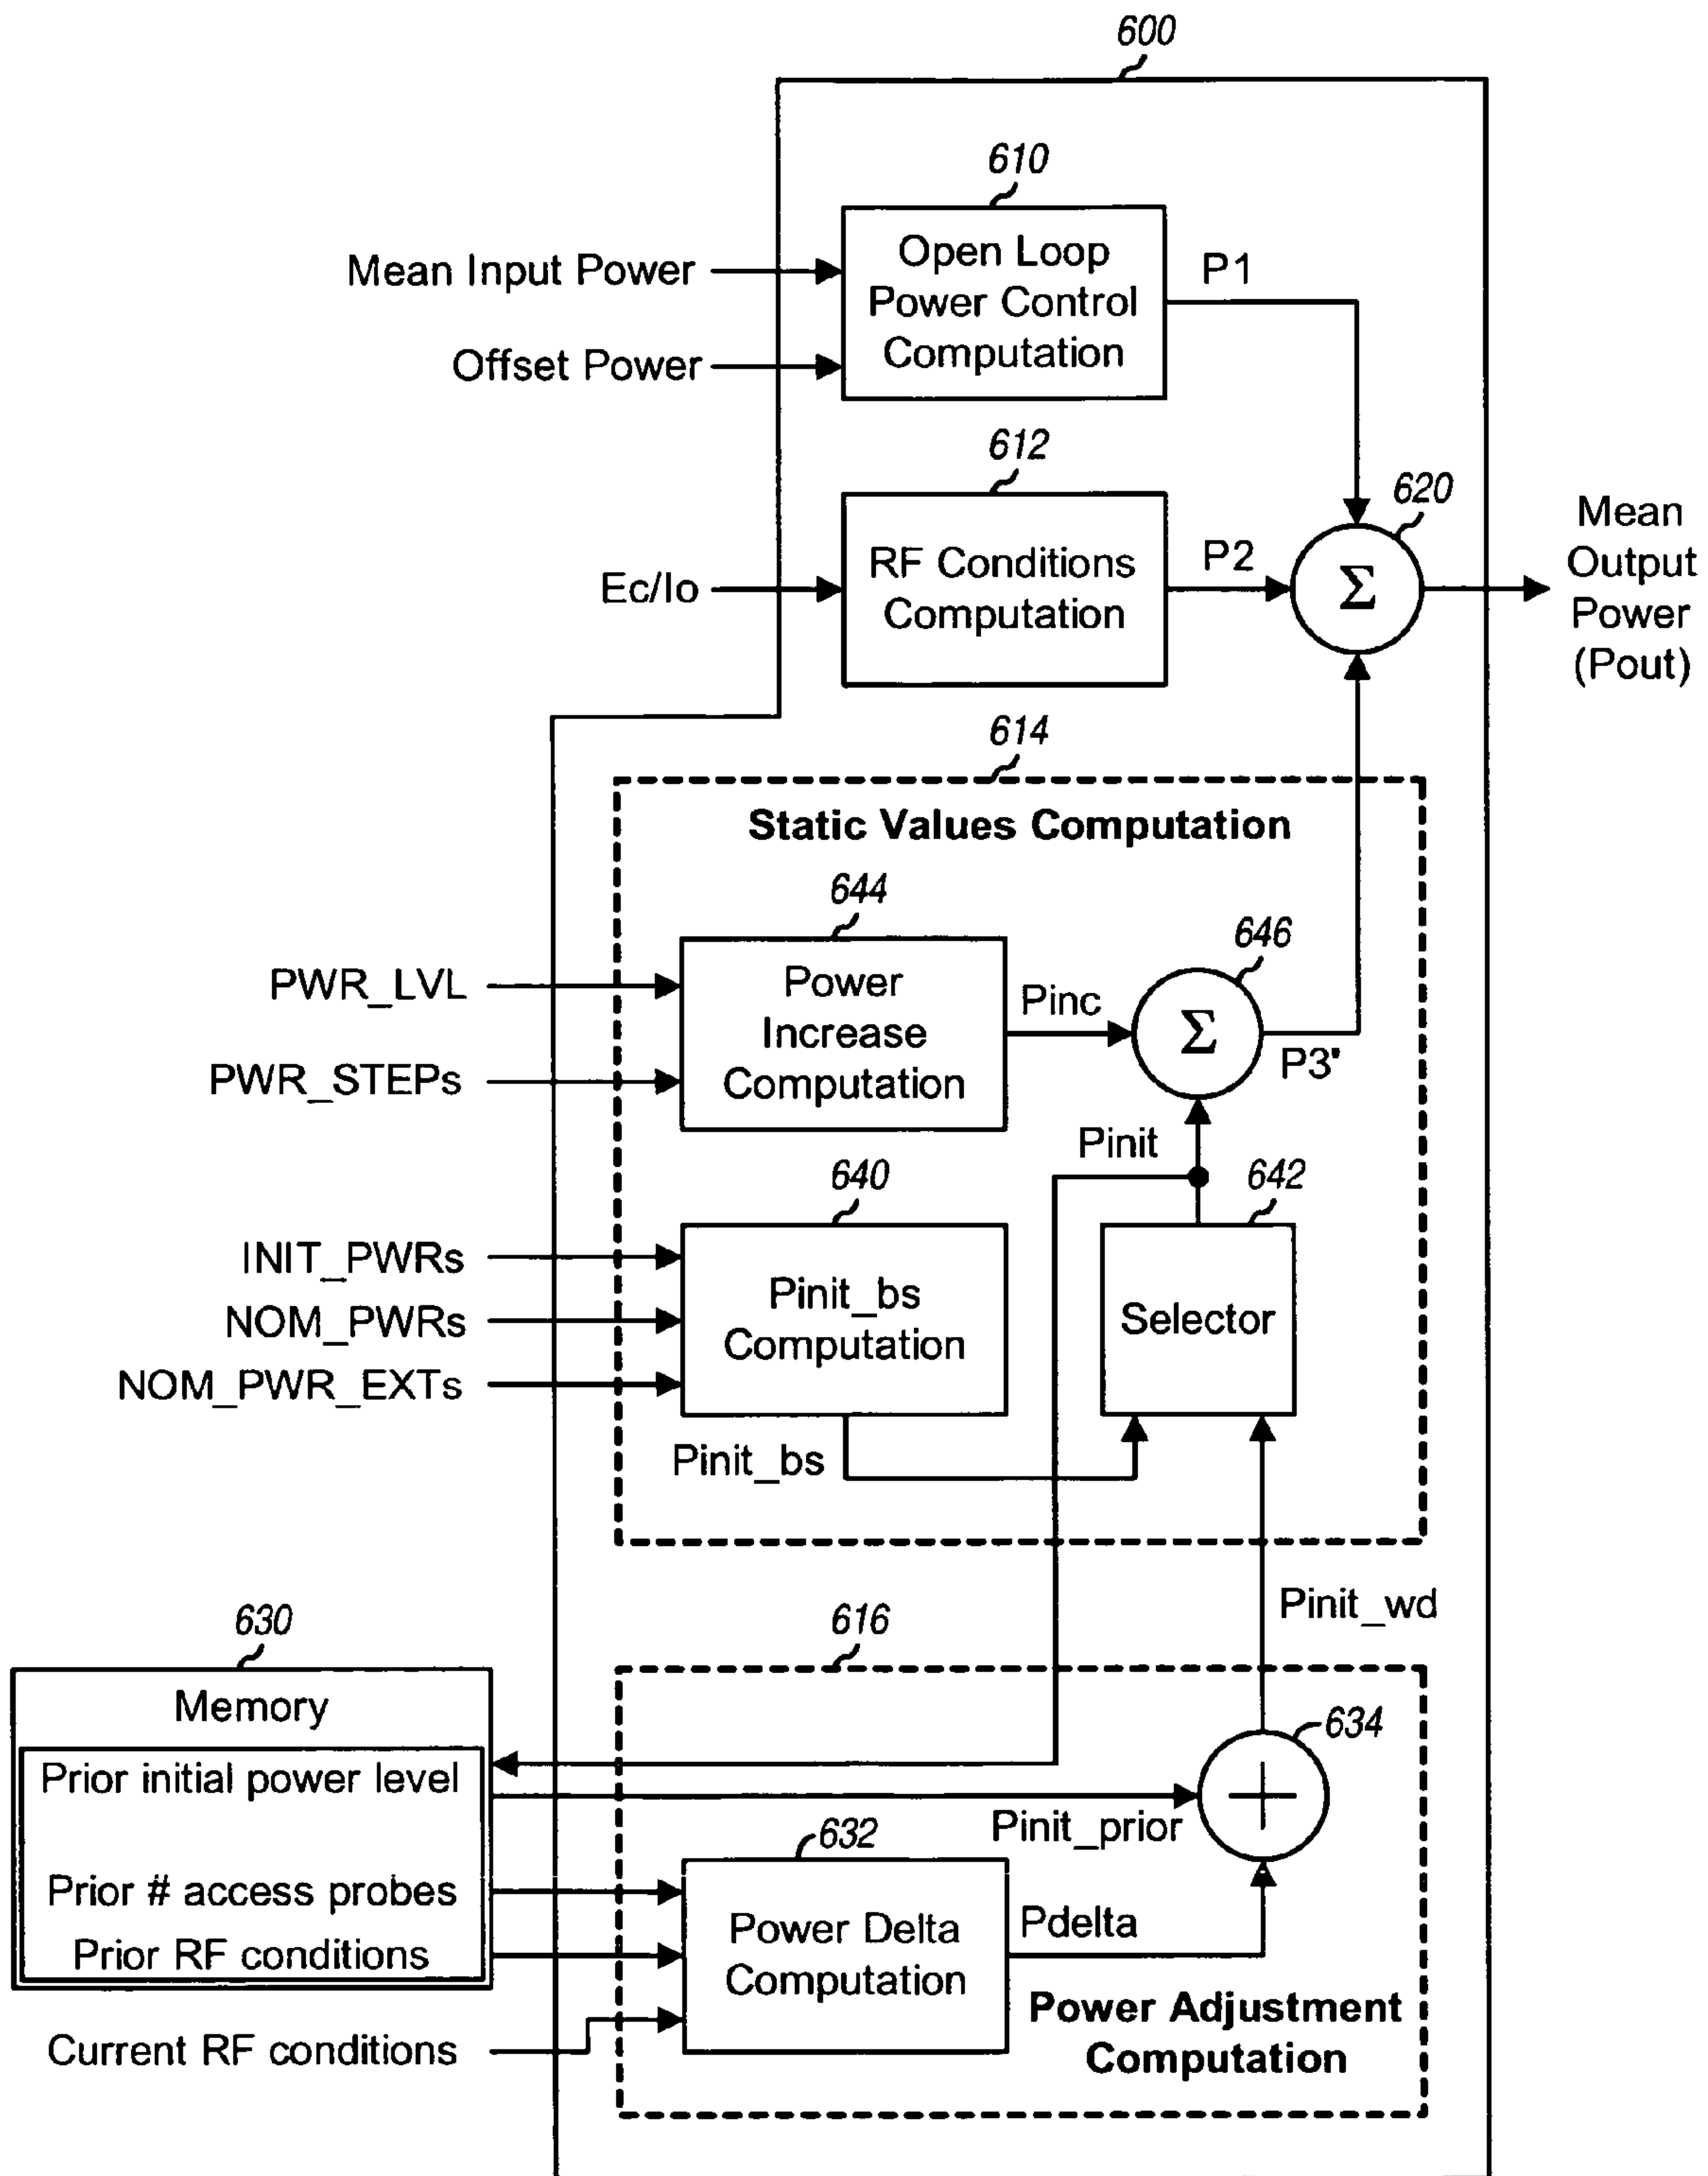 600
610
Mean Input Power
Offset Power
Open Loop
Power Control
Computation
P1
612
Ec/Io
RF Conditions
Computation
P2
620
Σ
Mean
Output
Power
(Pout)
614
Static Values Computation
644
PWR_LVL
PWR_STEPs
Power
Increase
Computation
Pinc
646
Σ
P3'
Pinit
640
INIT_PWRs
NOM_PWRs
NOM_PWR_EXTs
Pinit_bs
Computation
642
Selector
Pinit_bs
Pinit_wd
630
Memory
Prior initial power level
Prior # access probes
Prior RF conditions
Current RF conditions
616
634
+
Pinit_prior
632
Power Delta
Computation
Pdelta
Power Adjustment
Computation